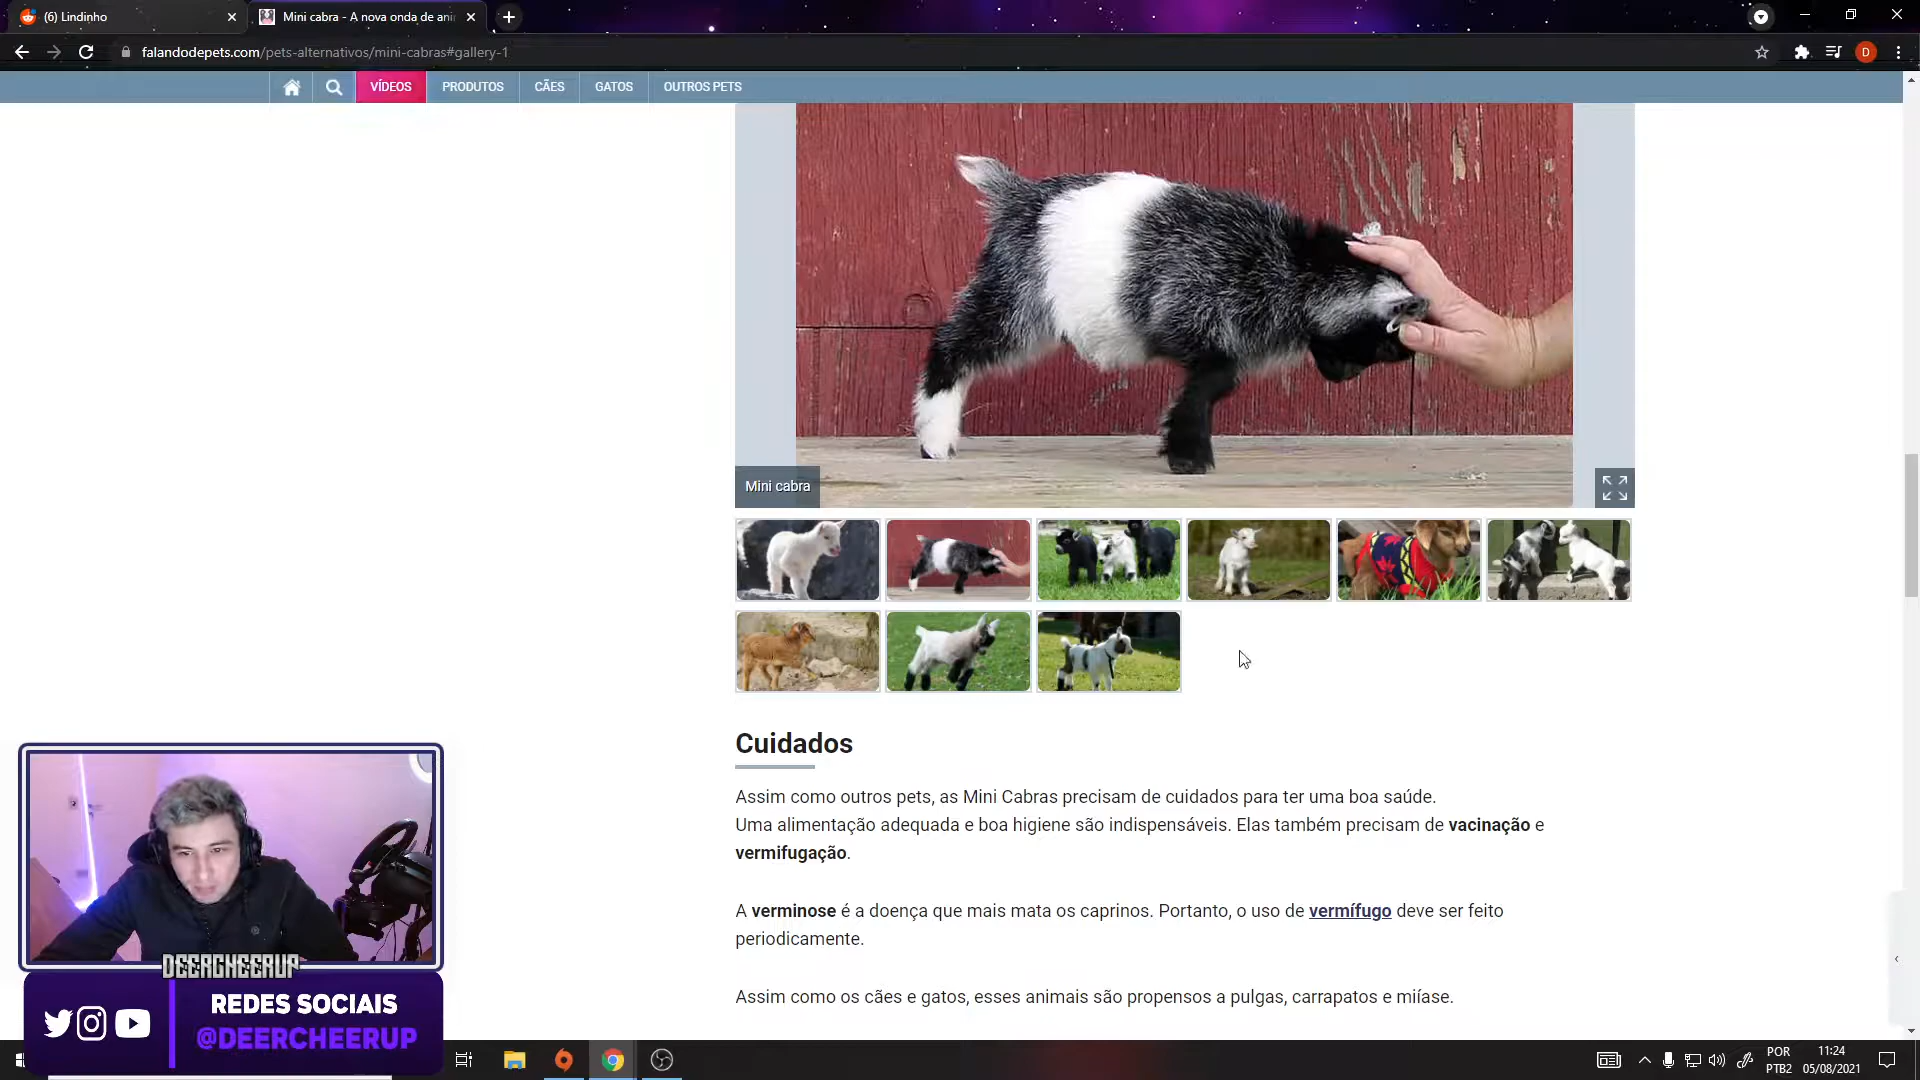 (6) Lindinho
Mini cabra - A nova onda de ani
falandodepets.com/pets-alternativos/mini-cabras#gallery-1
D
VÍDEOS
PRODUTOS
CÃES
GATOS
OUTROS PETS
Mini cabra
Cuidados
Assim como outros pets, as Mini Cabras precisam de cuidados para ter uma boa saúde.
Uma alimentação adequada e boa higiene são indispensáveis. Elas também precisam de vacinação e
vermifugação.
A verminose é a doença que mais mata os caprinos. Portanto, o uso de vermífugo deve ser feito
periodicamente.
Assim como os cães e gatos, esses animais são propensos a pulgas, carrapatos e miíase.
DEERCHEERUP
REDES SOCIAIS
@DEERCHEERUP
POR
PTB2
11:24
05/08/2021